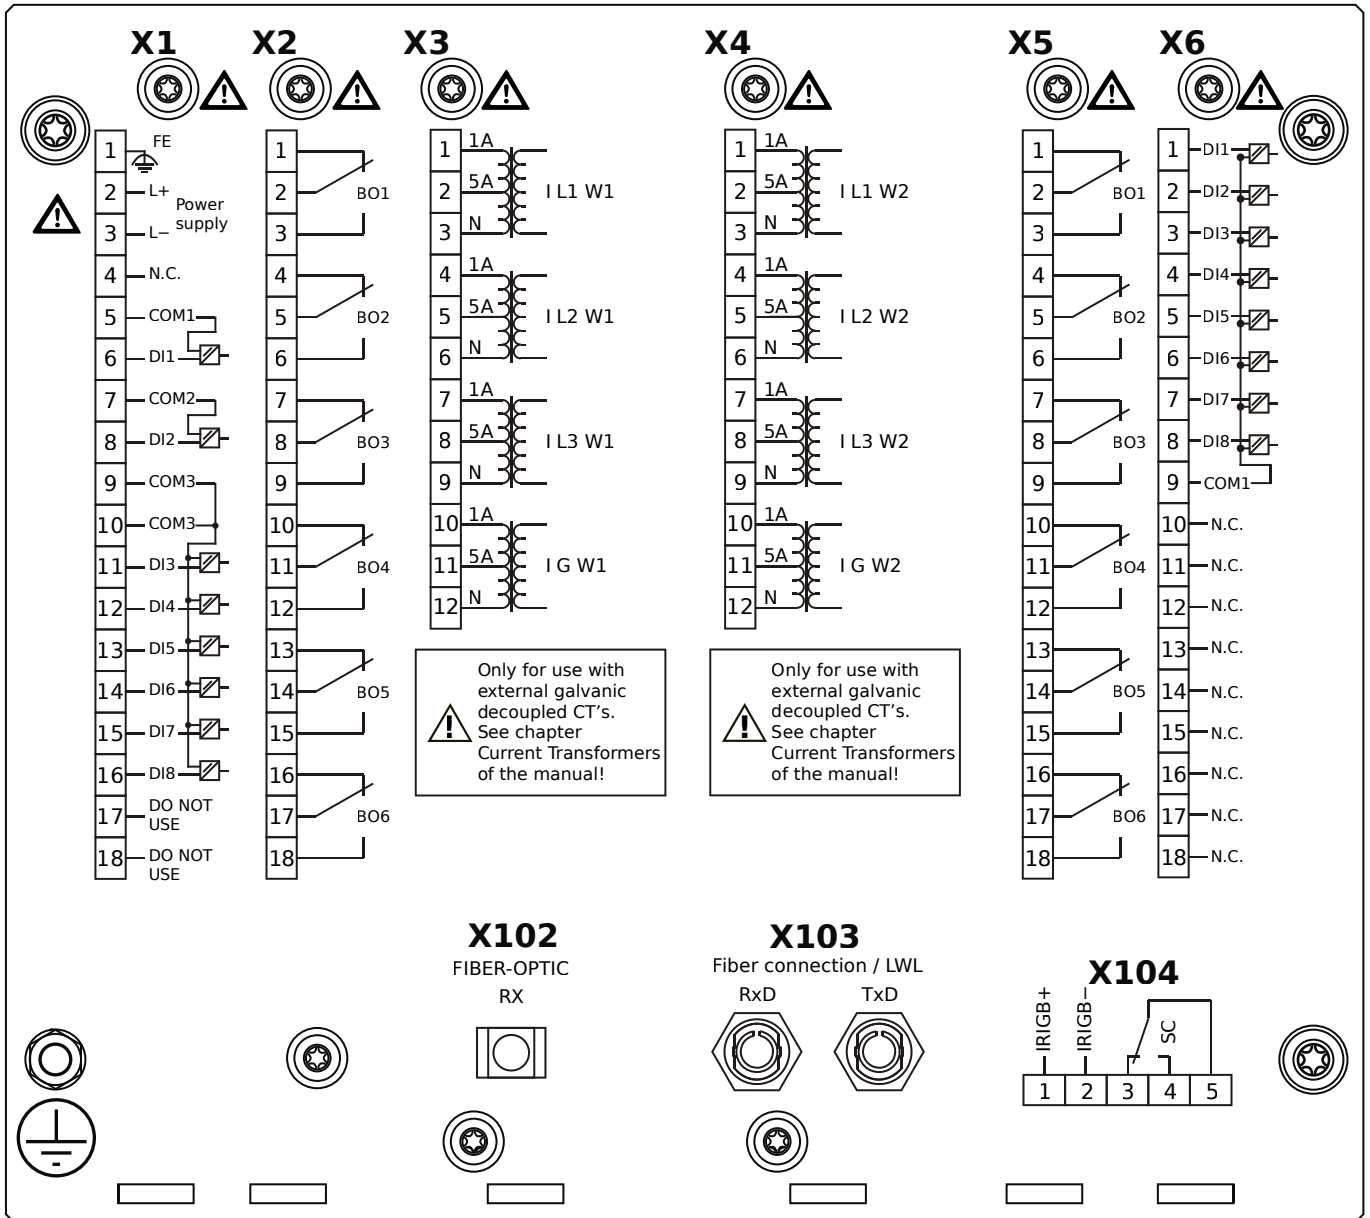 X1 X2 X3 X4 X5 X6
1 FE
2 L+
Power
supply
3 L−
4 N.C.
5 COM1
6 DI1
7 COM2
8 DI2
9 COM3
10 COM3
11 DI3
12 DI4
13 DI5
14 DI6
15 DI7
16 DI8
17 DO NOT
USE
18 DO NOT
USE
1
2 BO1
3
4
5 BO2
6
7
8 BO3
9
10
11 BO4
12
13
14 BO5
15
16
17 BO6
18
1 1A
2 5A I L1 W1
3 N
4 1A
5 5A I L2 W1
6 N
7 1A
8 5A I L3 W1
9 N
10 1A
11 5A I G W1
12 N
Only for use with
external galvanic
decoupled CT's.
See chapter
Current Transformers
of the manual!
1 1A
2 5A I L1 W2
3 N
4 1A
5 5A I L2 W2
6 N
7 1A
8 5A I L3 W2
9 N
10 1A
11 5A I G W2
12 N
Only for use with
external galvanic
decoupled CT's.
See chapter
Current Transformers
of the manual!
1
2 BO1
3
4
5 BO2
6
7
8 BO3
9
10
11 BO4
12
13
14 BO5
15
16
17 BO6
18
1 DI1
2 DI2
3 DI3
4 DI4
5 DI5
6 DI6
7 DI7
8 DI8
9 COM1
10 N.C.
11 N.C.
12 N.C.
13 N.C.
14 N.C.
15 N.C.
16 N.C.
17 N.C.
18 N.C.
X102
FIBER-OPTIC
RX
X103
Fiber connection / LWL
RxD TxD
X104
IRIGB+
IRIGB−
SC
1 2 3 4 5